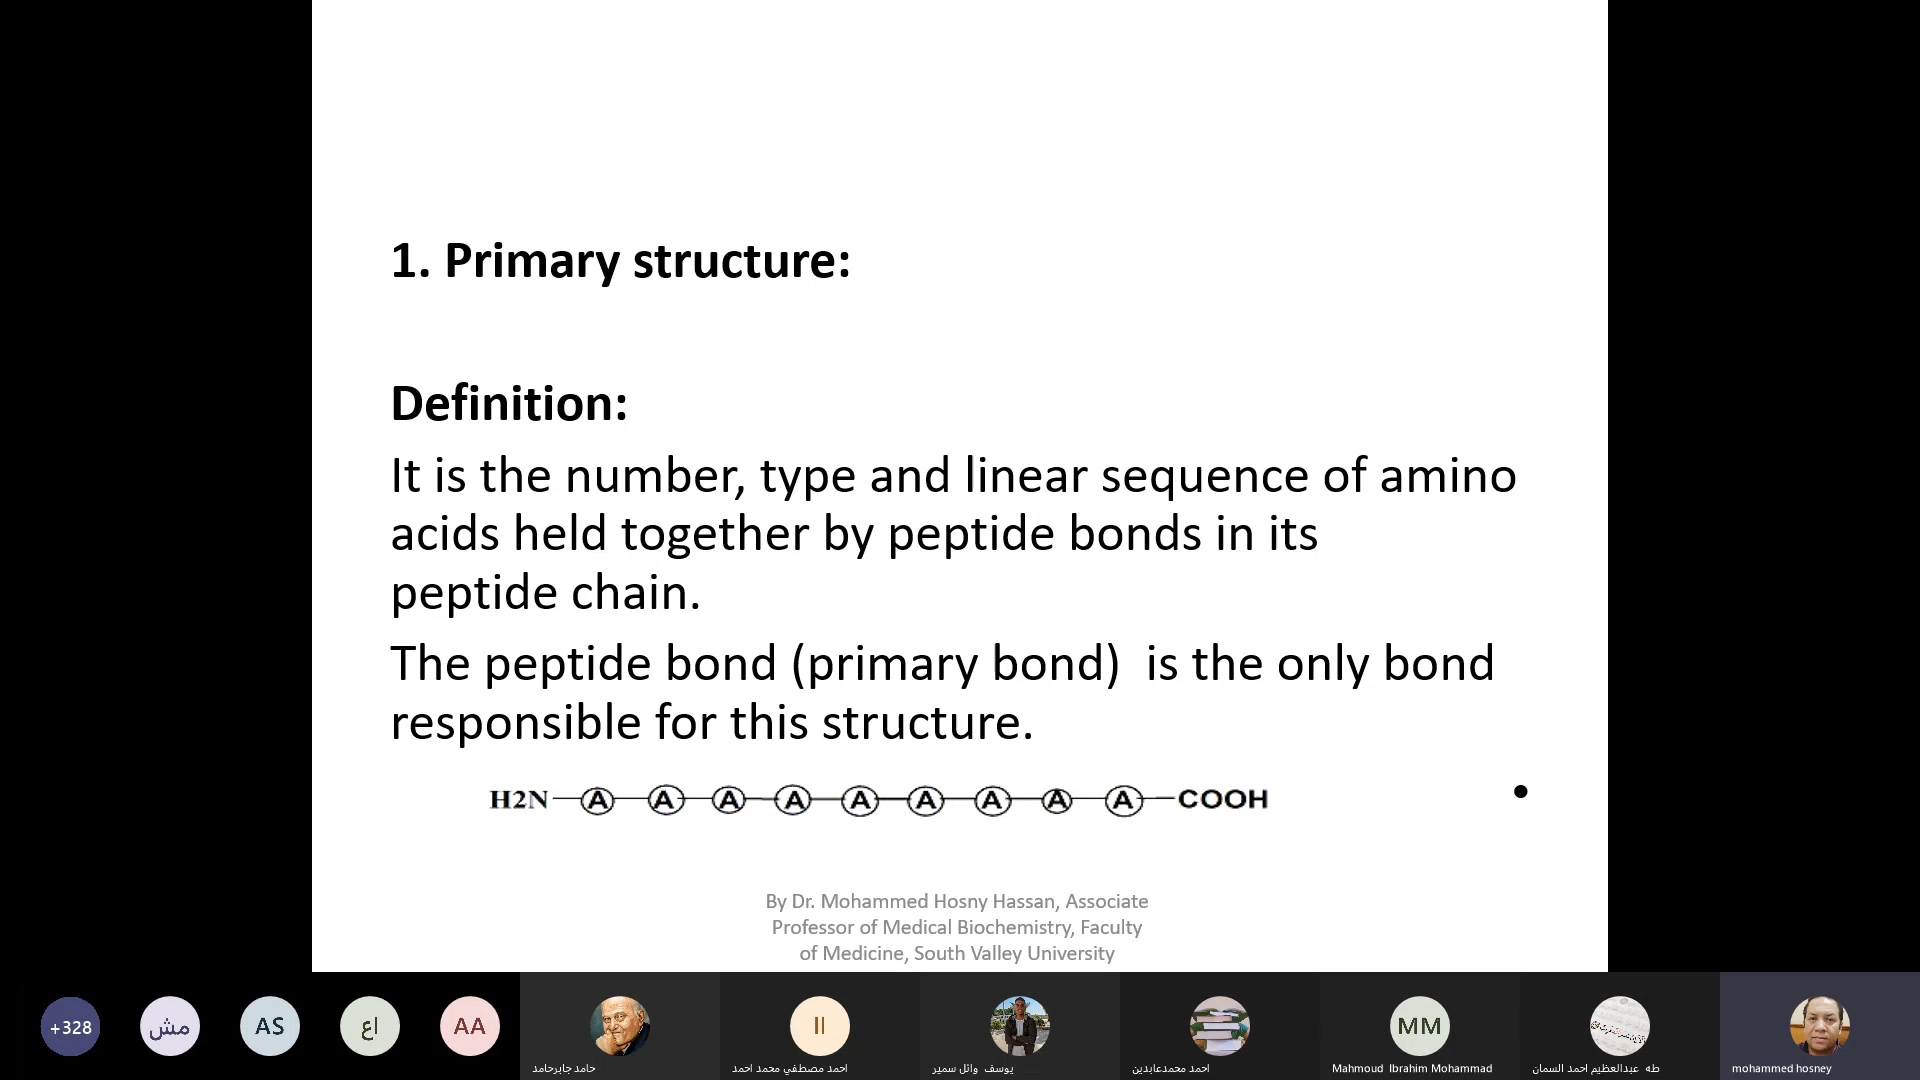 1. Primary structure:
Definition:
It is the number, type and linear sequence of amino
acids held together by peptide bonds in its
peptide chain.
The peptide bond (primary bond)  is the only bond
responsible for this structure.
H2N A A A A A A A A A COOH
By Dr. Mohammed Hosny Hassan, Associate
Professor of Medical Biochemistry, Faculty
of Medicine, South Valley University
+328
مش
AS
اع
AA
II
MM
حامد جابرحامد
احمد مصطفي محمد احمد
يوسف وائل سمير
احمد محمدعابدين
Mahmoud Ibrahim Mohammad
طه عبدالعظيم احمد السمان
mohammed hosney